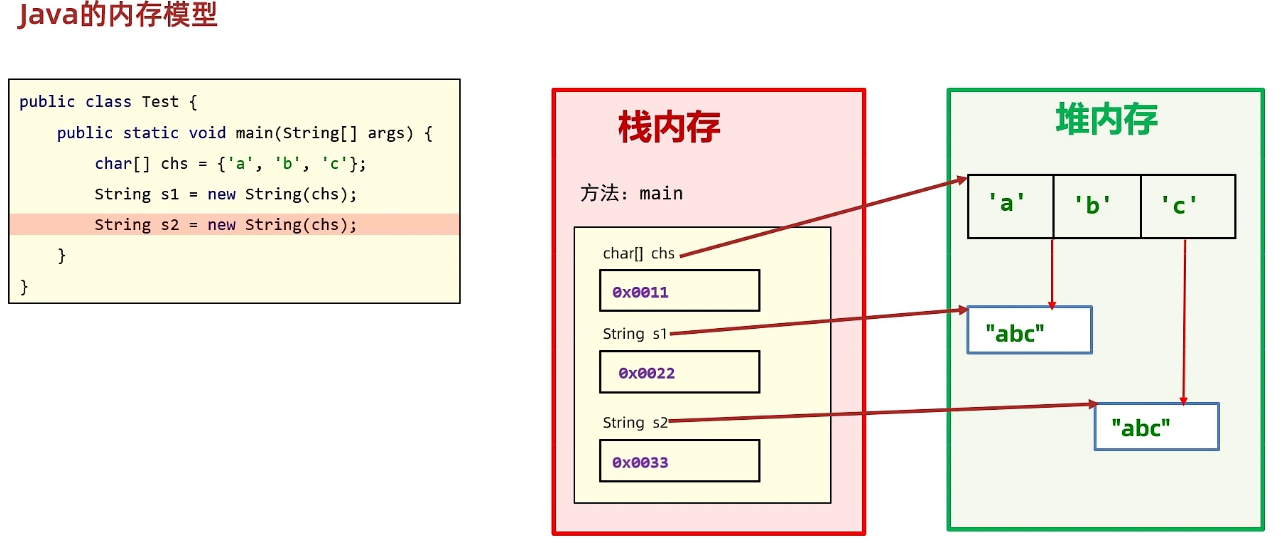 Java的内存模型
public class Test {
public static void main(String[] args) {
char[] chs = {'a', 'b', 'c'};
String s1 = new String(chs);
String s2 = new String(chs);
}
}
栈内存
方法：main
char[] chs
0x0011
String s1
0x0022
String s2
0x0033
堆内存
'a' 'b' 'c'
"abc"
"abc"